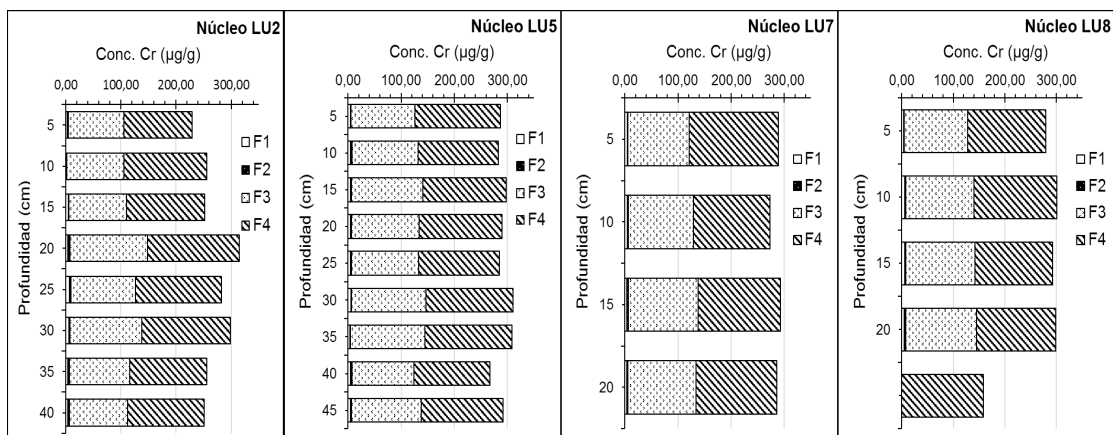 Núcleo LU2
Conc. Cr (µg/g)
0,00 100,00 200,00 300,00
Profundidad (cm)
5
10
15
20
25
30
35
40
F1
F2
F3
F4
Núcleo LU5
Conc. Cr (µg/g)
0,00 100,00 200,00 300,00
Profundidad (cm)
5
10
15
20
25
30
35
40
45
F1
F2
F3
F4
Núcleo LU7
Conc. Cr (µg/g)
0,00 100,00 200,00 300,00
Profundidad (cm)
5
10
15
20
Núcleo LU8
Conc. Cr (µg/g)
0,00 100,00 200,00 300,00
Profundidad (cm)
5
10
15
20
F1
F2
F3
F4